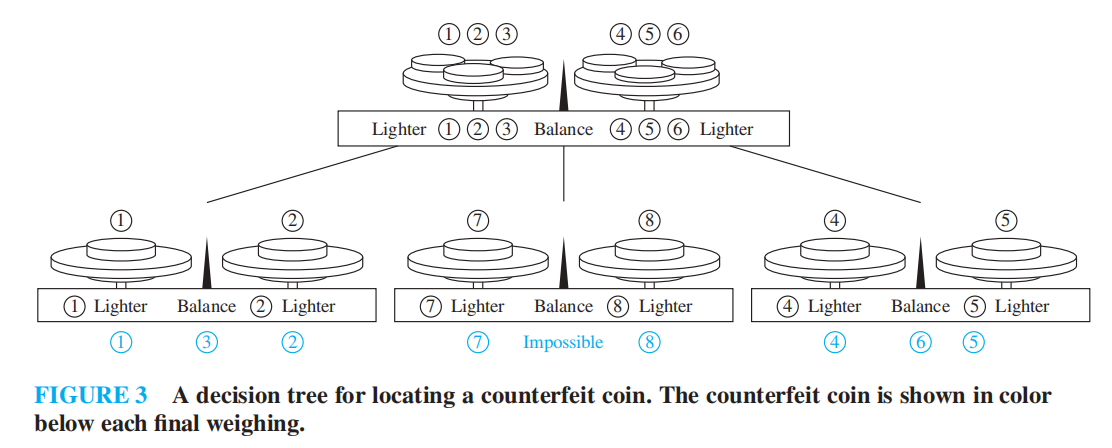 ① ② ③ ④ ⑤ ⑥
Lighter ① ② ③ Balance ④ ⑤ ⑥ Lighter
① ② ⑦ ⑧ ④ ⑤
① Lighter Balance ② Lighter ⑦ Lighter Balance ⑧ Lighter ④ Lighter Balance ⑤ Lighter
① ③ ② ⑦ Impossible ⑧ ④ ⑥ ⑤
FIGURE 3 A decision tree for locating a counterfeit coin. The counterfeit coin is shown in color
below each final weighing.